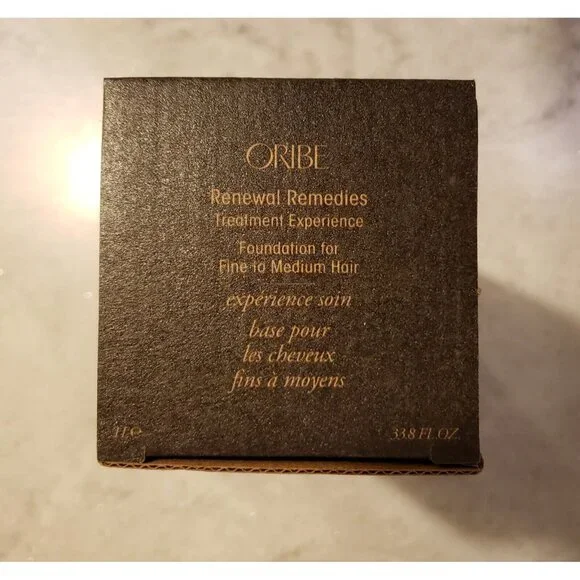 ORIBE
Renewal Remedies
Treatment Experience
Foundation for
Fine to Medium Hair
expérience soin
base pour
les cheveux
fins à moyens
1 L ℮
33.8 FL.OZ.